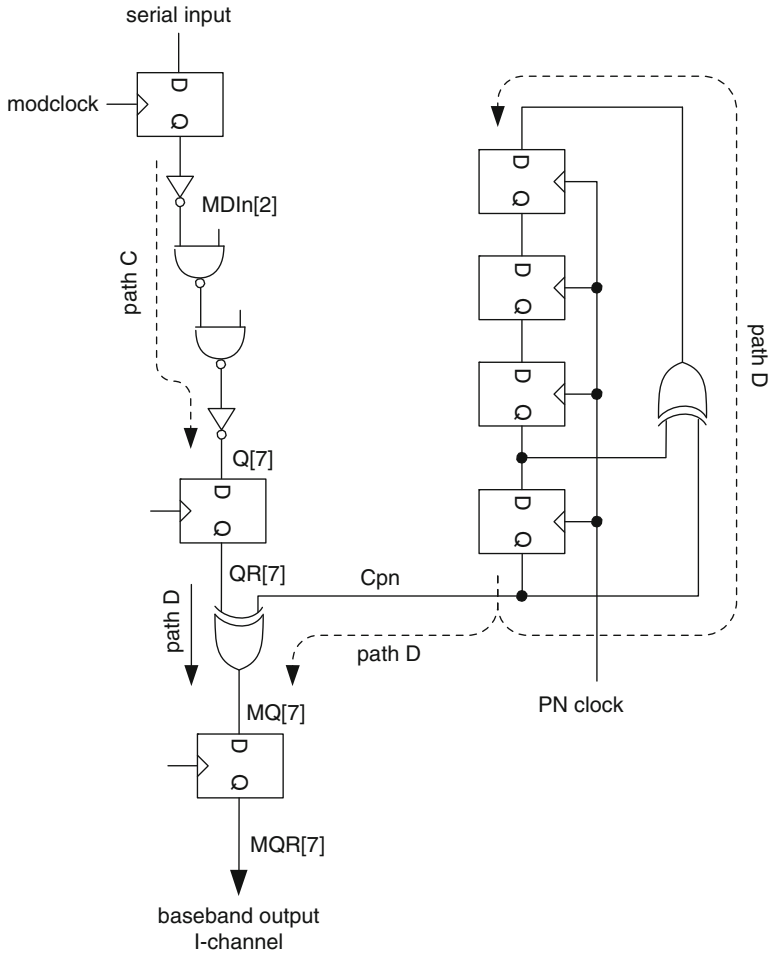 serial input
modclock
D
Q
MDIn[2]
path C
Q[7]
D
Q
QR[7]
path D
Cpn
path D
MQ[7]
D
Q
MQR[7]
baseband output
I-channel
D
Q
D
Q
D
Q
D
Q
path D
PN clock